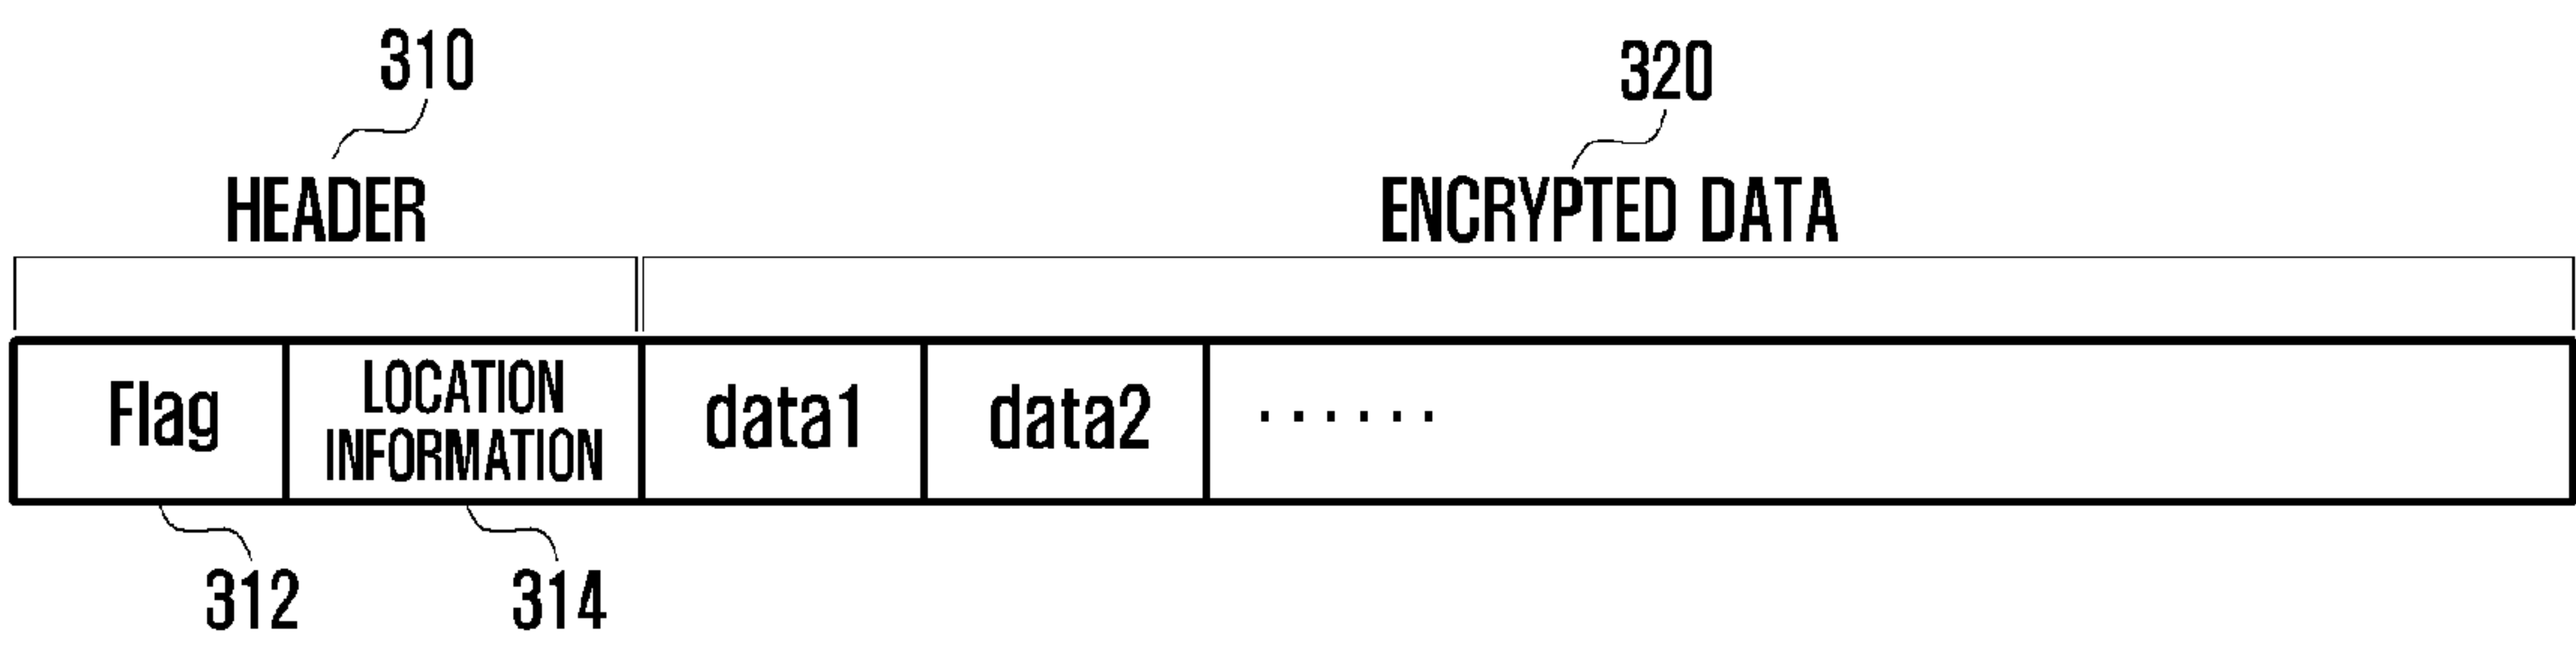 310
320
HEADER
ENCRYPTED DATA
Flag
LOCATION
INFORMATION
data1
data2
......
312
314